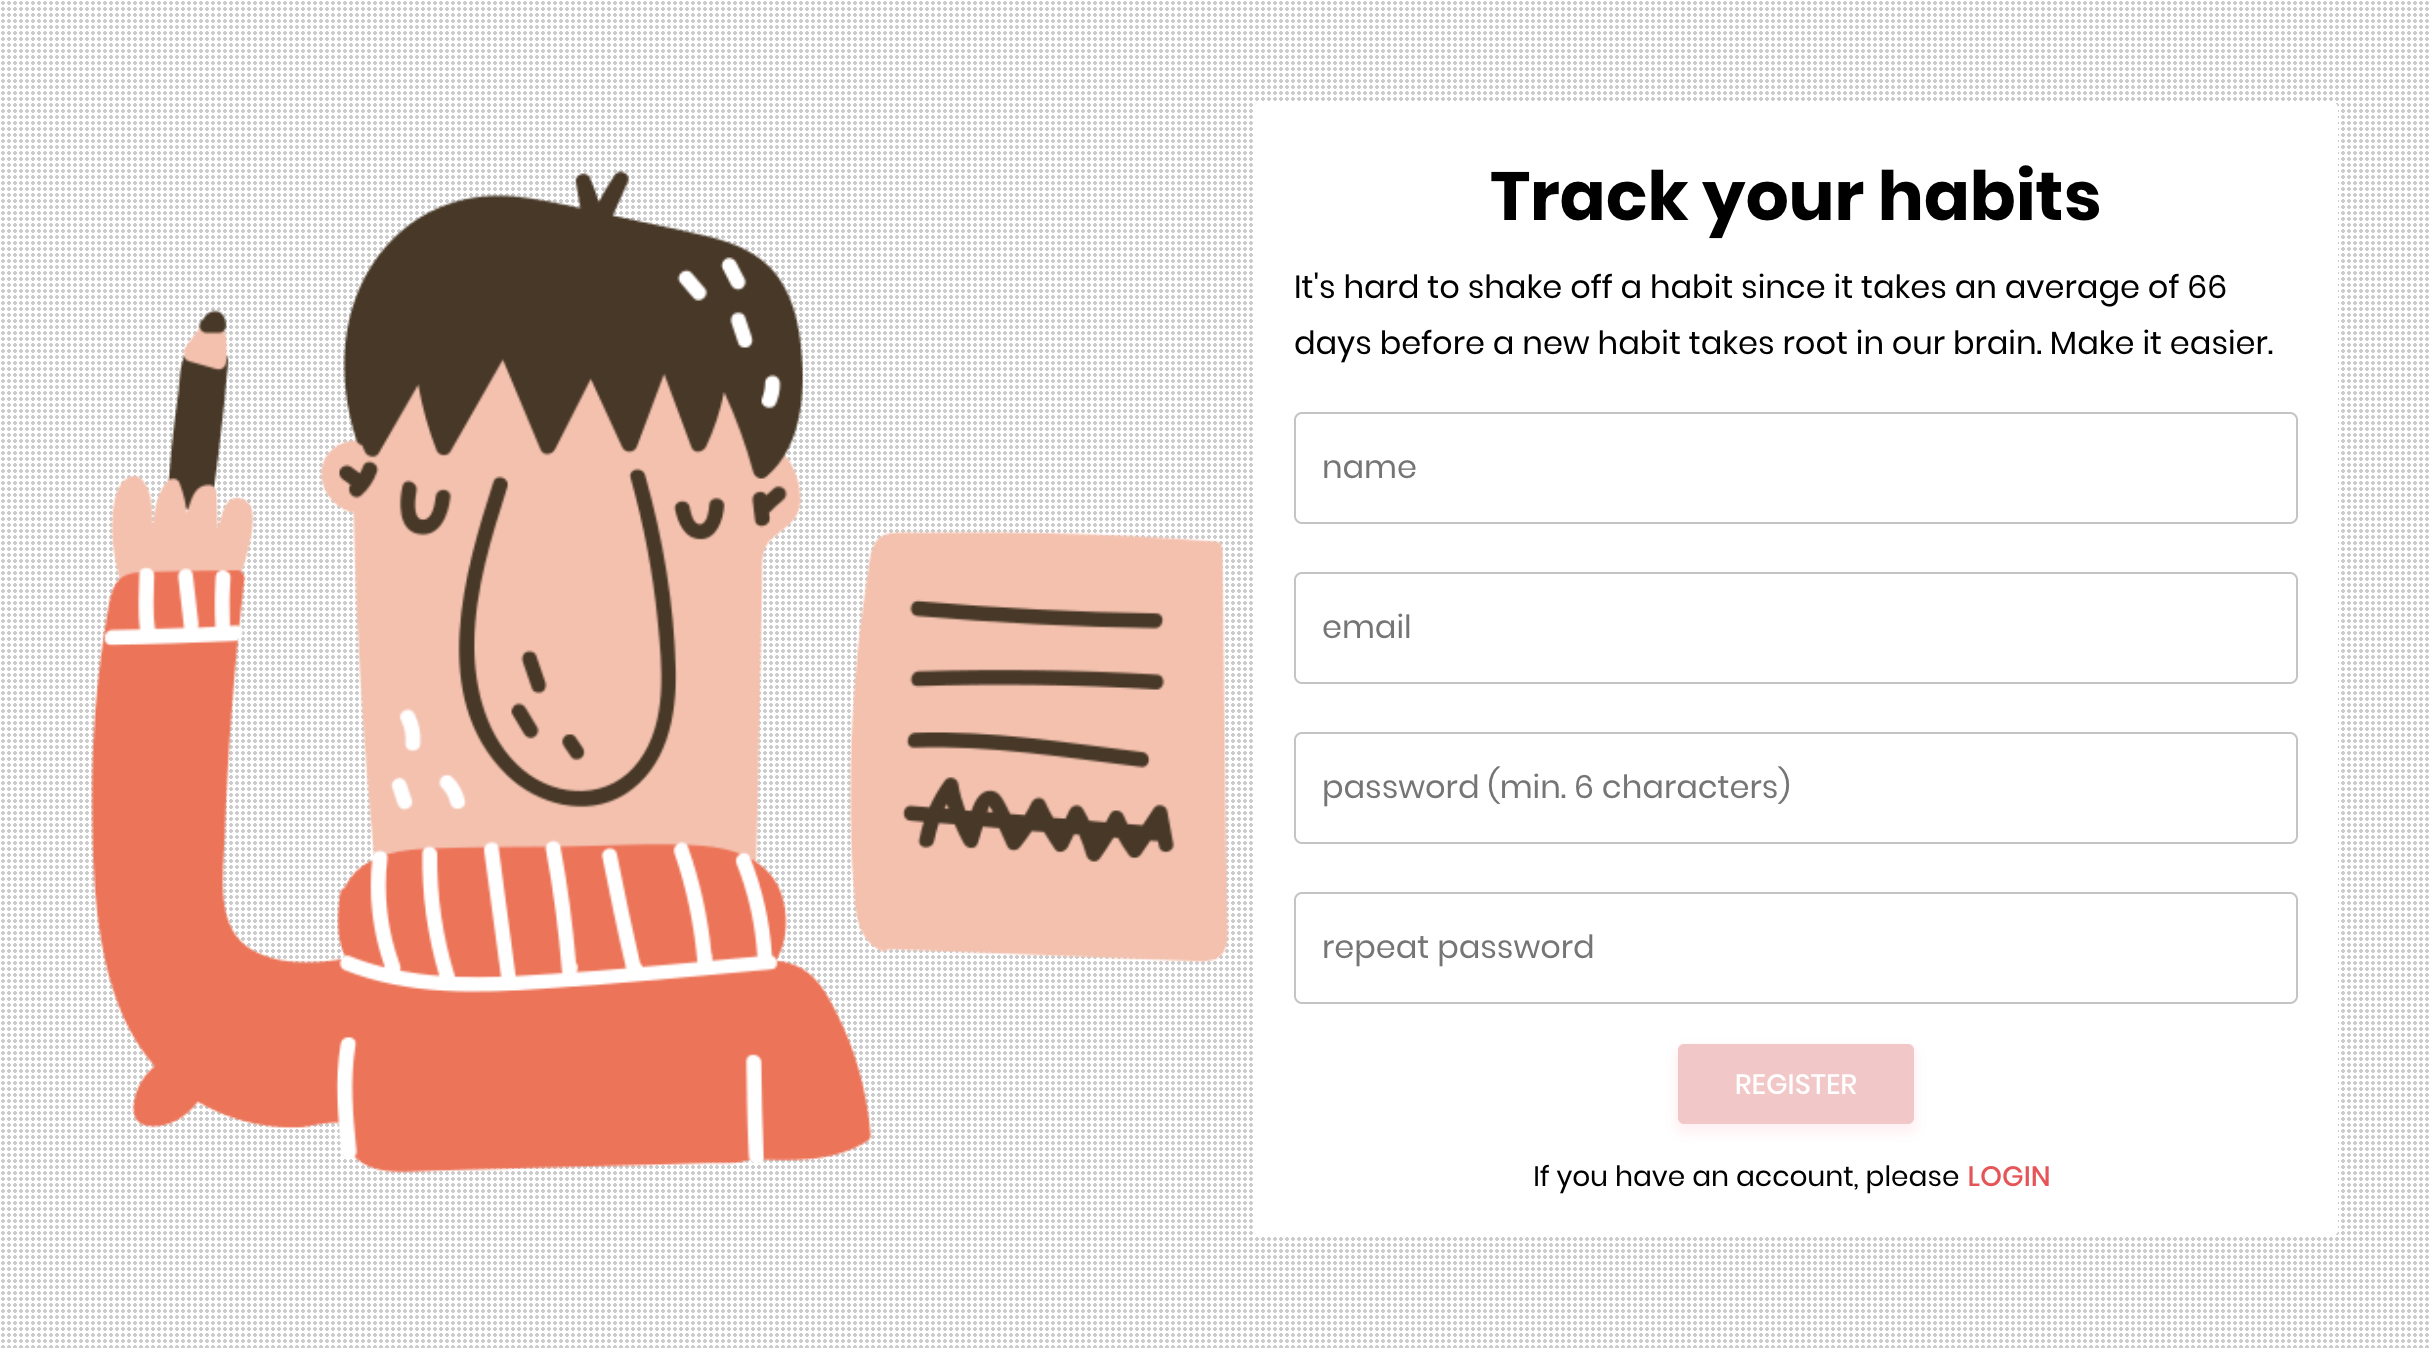 Track your habits
It's hard to shake off a habit since it takes an average of 66
days before a new habit takes root in our brain. Make it easier.
name
email
password (min. 6 characters)
repeat password
REGISTER
If you have an account, please LOGIN